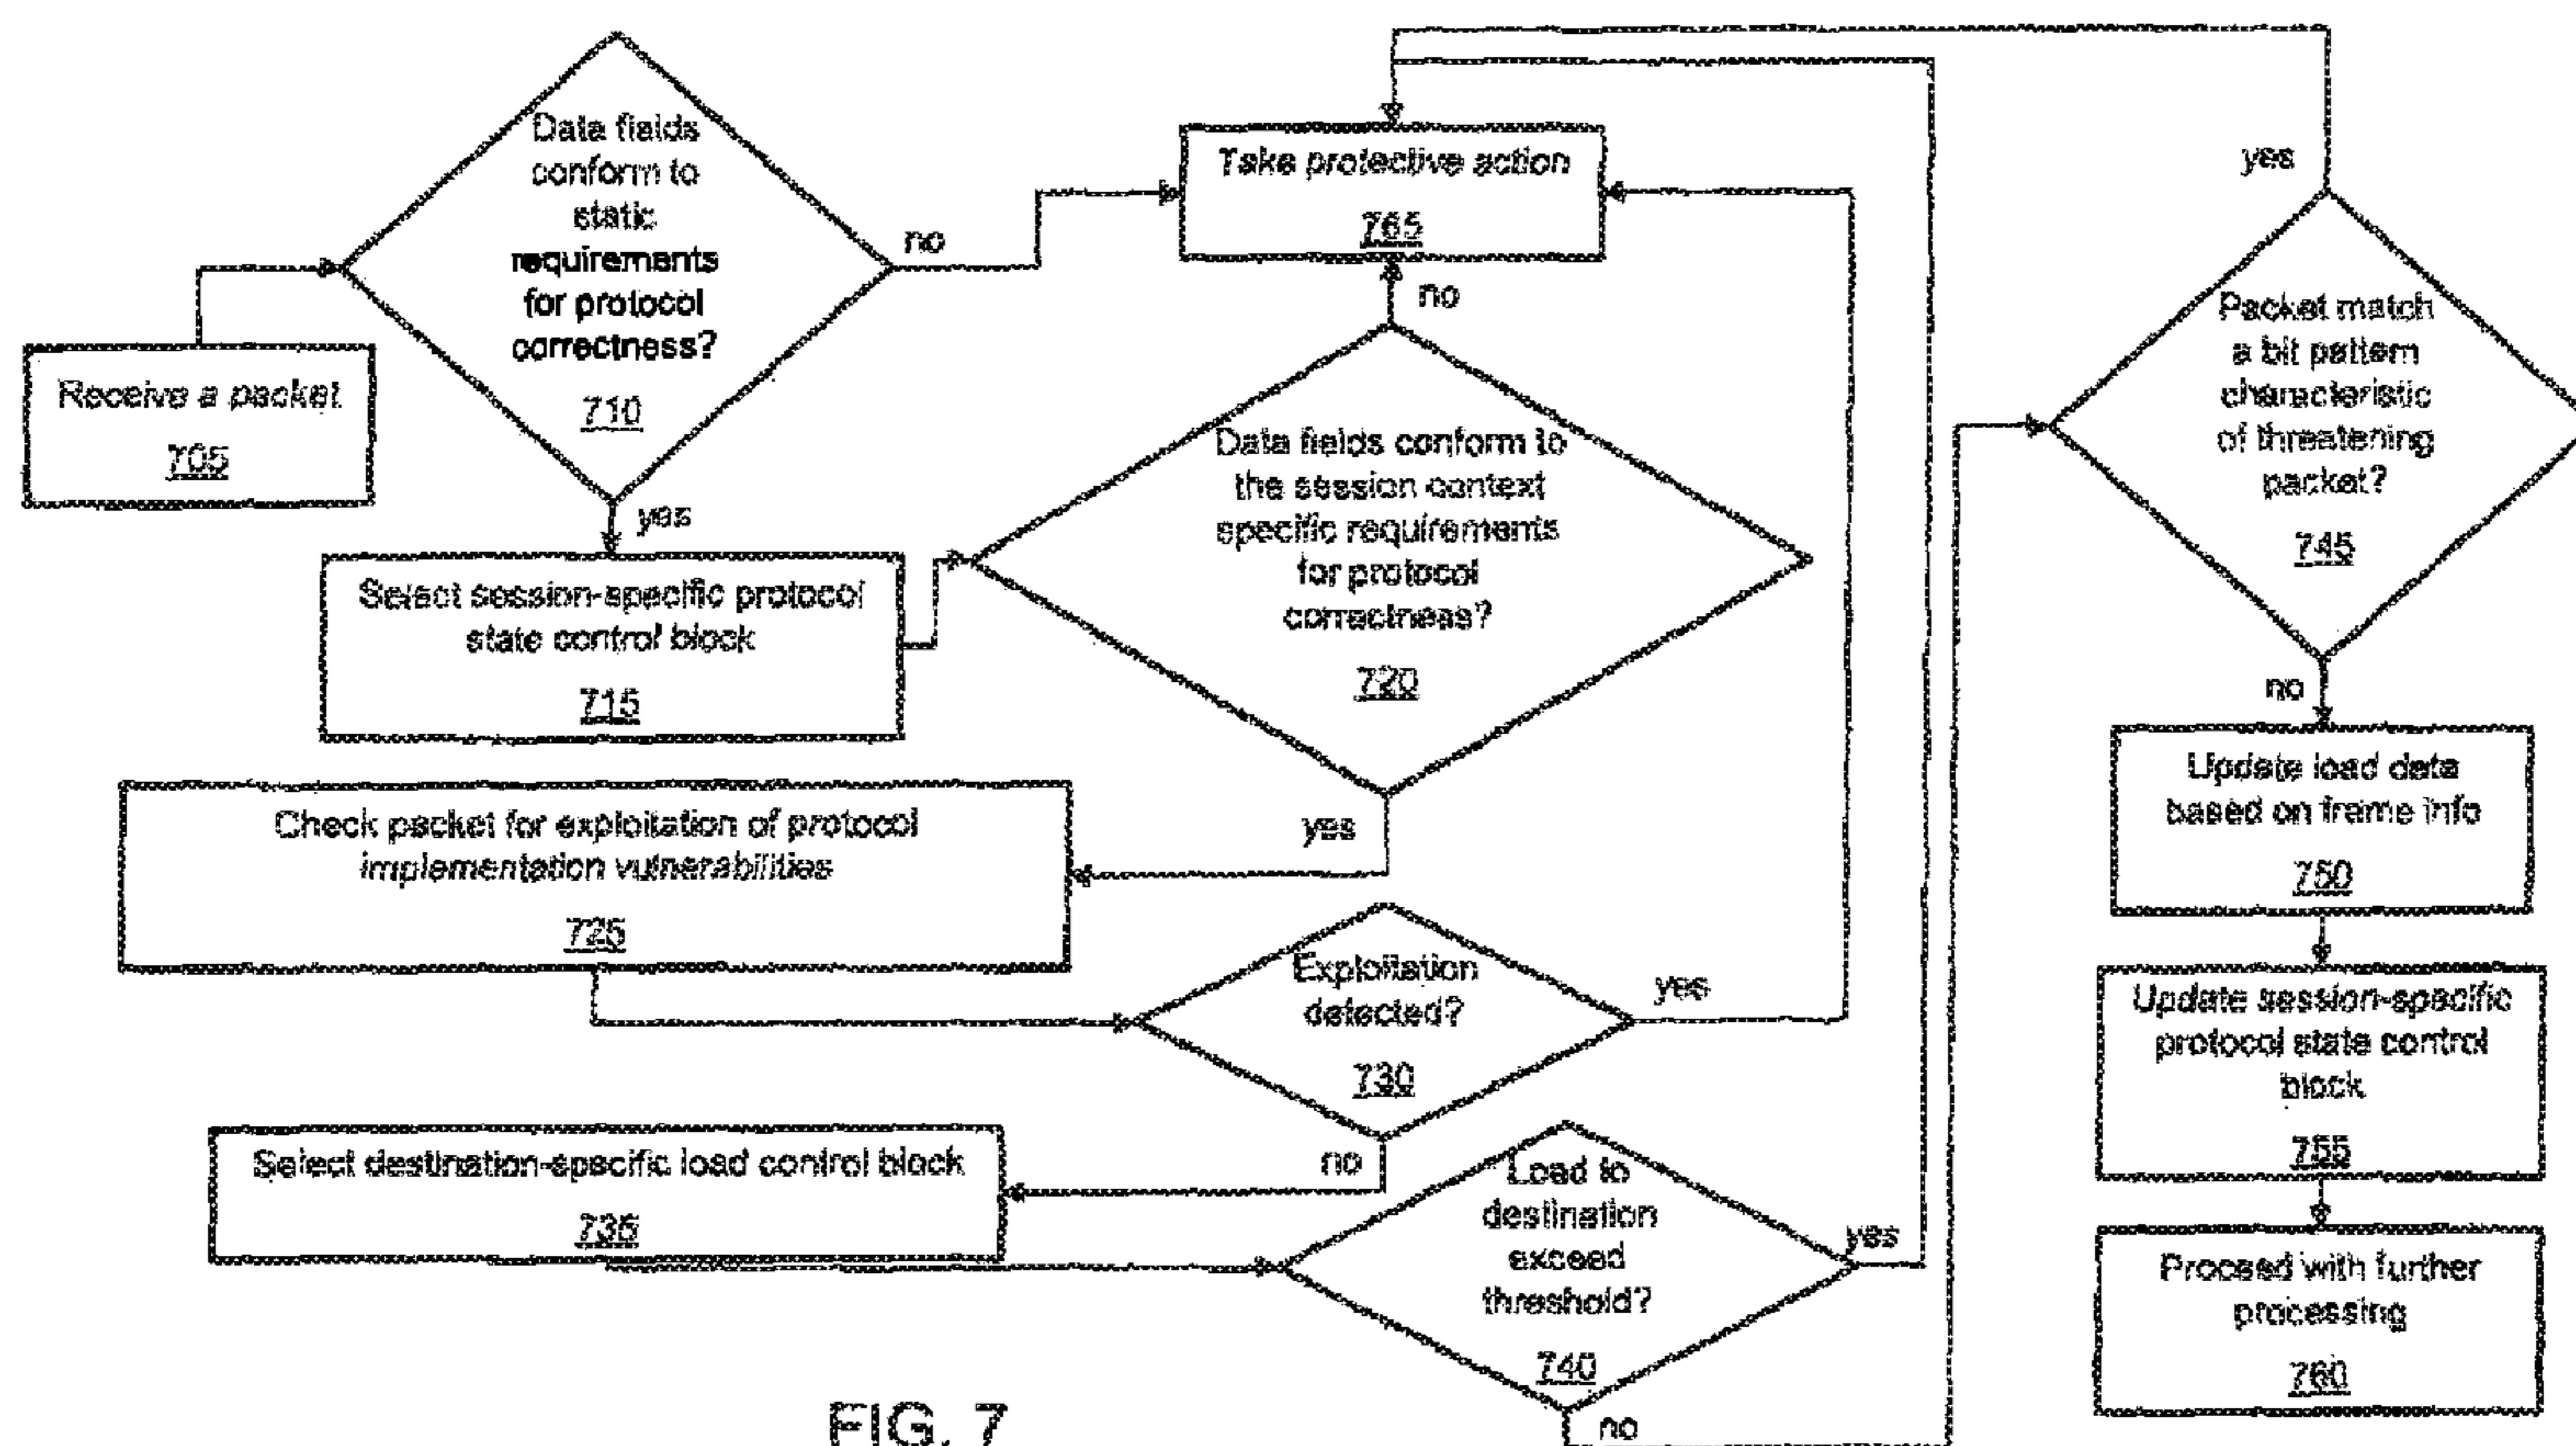 Receive a packet
705
Data fields
conform to
static
requirements
for protocol
correctness?
710
no
yes
Select session-specific protocol
state control block
715
Data fields conform to
the session context
specific requirements
for protocol
correctness?
720
no
yes
Check packet for exploitation of protocol
implementation vulnerabilities
725
Exploitation
detected?
730
yes
no
Select destination-specific load control block
735
Load to
destination
exceed
threshold?
740
yes
no
Packet match
a bit pattern
characteristic
of threatening
packet?
745
yes
no
Update load data
based on frame info
750
Update session-specific
protocol state control
block
755
Proceed with further
processing
760
Take protective action
765
FIG. 7